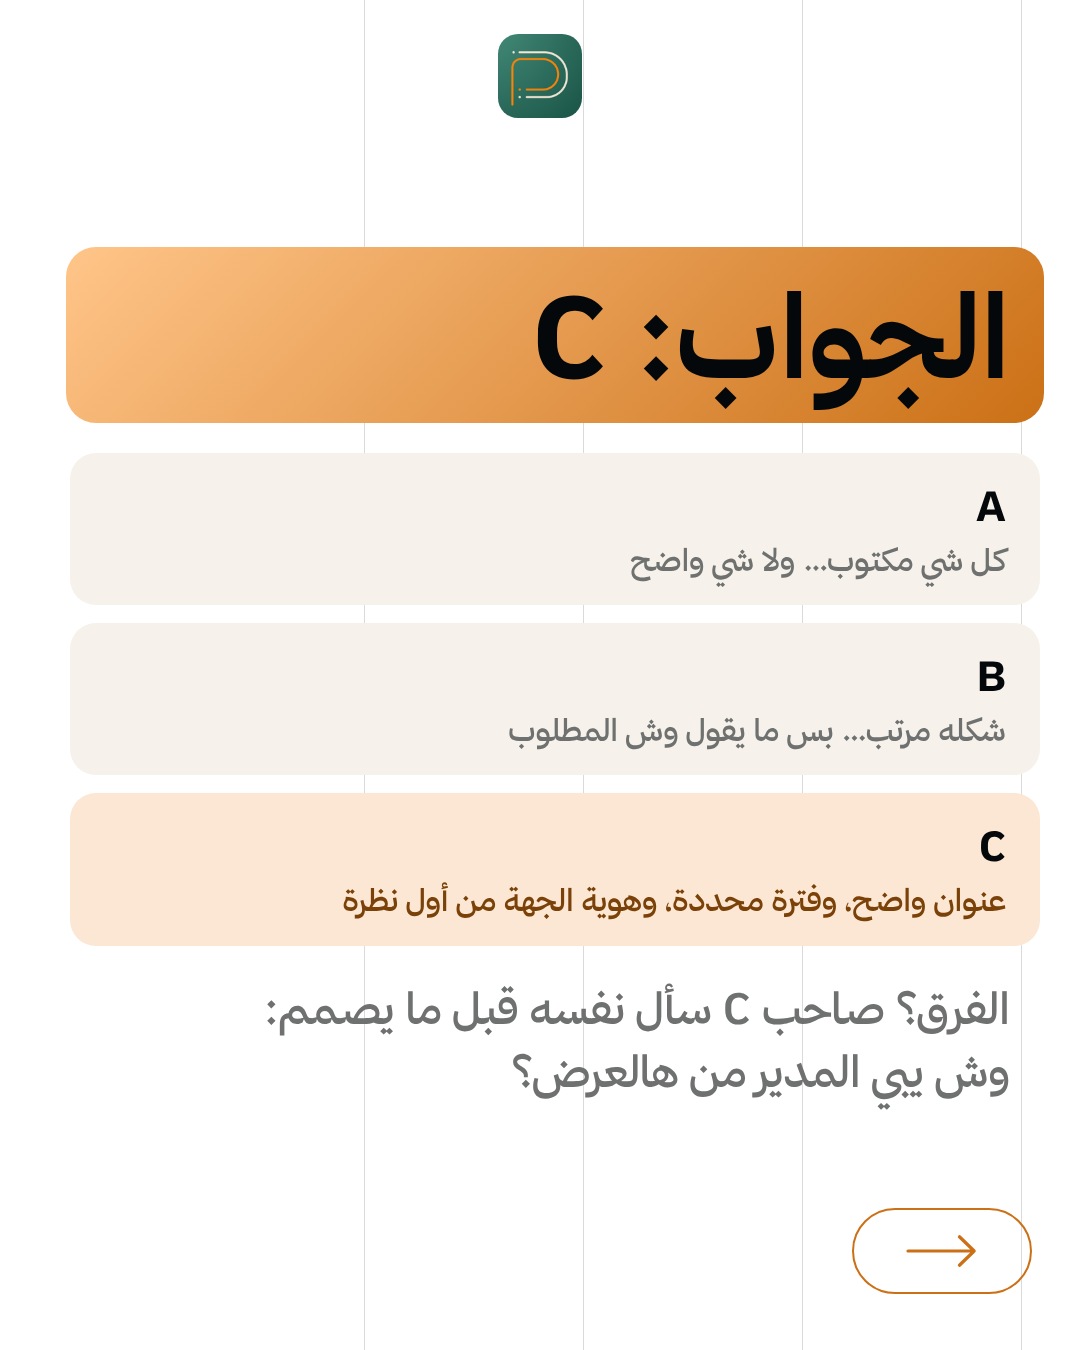 الجواب: C
A
كل شي مكتوب... ولا شي واضح
B
شكله مرتب... بس ما يقول وش المطلوب
C
عنوان واضح، وفترة محددة، وهوية الجهة من أول نظرة
الفرق؟ صاحب C سأل نفسه قبل ما يصمم:
وش يبي المدير من هالعرض؟